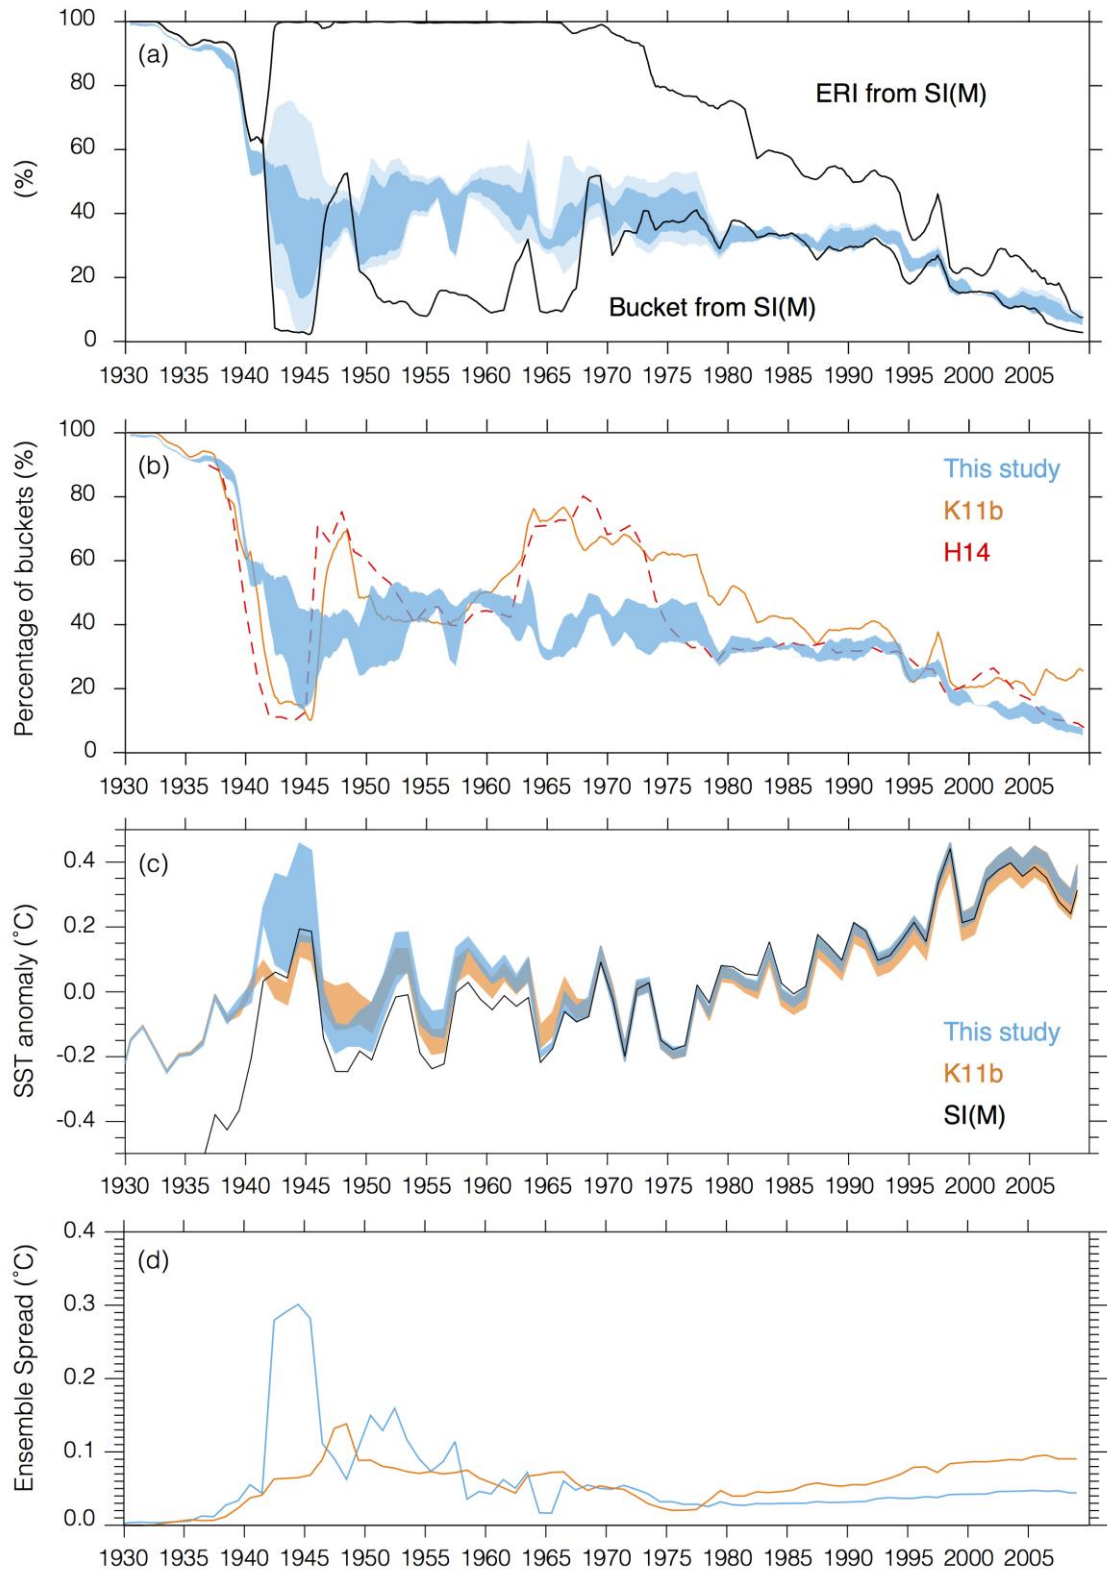 (a)
(%)
100
80
60
40
20
0
ERI from SI(M)
Bucket from SI(M)
1930 1935 1940 1945 1950 1955 1960 1965 1970 1975 1980 1985 1990 1995 2000 2005
(b)
Percentage of buckets (%)
100
80
60
40
20
0
This study
K11b
H14
1930 1935 1940 1945 1950 1955 1960 1965 1970 1975 1980 1985 1990 1995 2000 2005
(c)
SST anomaly (˚C)
0.4
0.2
0.0
-0.2
-0.4
This study
K11b
SI(M)
1930 1935 1940 1945 1950 1955 1960 1965 1970 1975 1980 1985 1990 1995 2000 2005
(d)
Ensemble Spread (˚C)
0.4
0.3
0.2
0.1
0.0
1930 1935 1940 1945 1950 1955 1960 1965 1970 1975 1980 1985 1990 1995 2000 2005